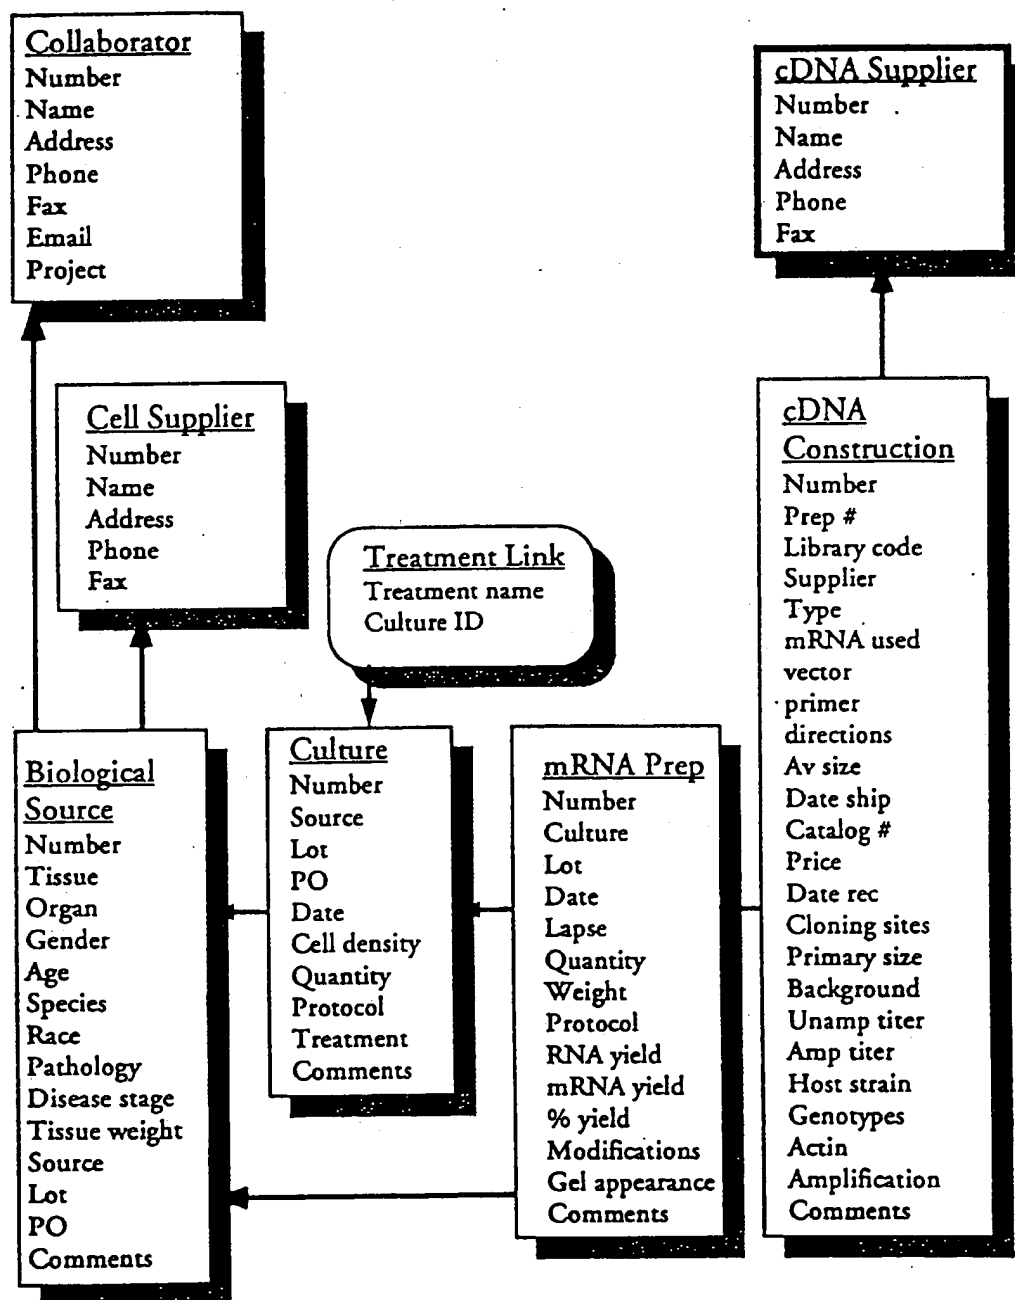 Collaborator
Number
Name
Address
Phone
Fax
Email
Project
cDNA Supplier
Number
Name
Address
Phone
Fax
Cell Supplier
Number
Name
Address
Phone
Fax
Treatment Link
Treatment name
Culture ID
cDNA
Construction
Number
Prep #
Library code
Supplier
Type
mRNA used
vector
primer
directions
Av size
Date ship
Catalog #
Price
Date rec
Cloning sites
Primary size
Background
Unamp titer
Amp titer
Host strain
Genotypes
Actin
Amplification
Comments
Biological
Source
Number
Tissue
Organ
Gender
Age
Species
Race
Pathology
Disease stage
Tissue weight
Source
Lot
PO
Comments
Culture
Number
Source
Lot
PO
Date
Cell density
Quantity
Protocol
Treatment
Comments
mRNA Prep
Number
Culture
Lot
Date
Lapse
Quantity
Weight
Protocol
RNA yield
mRNA yield
% yield
Modifications
Gel appearance
Comments